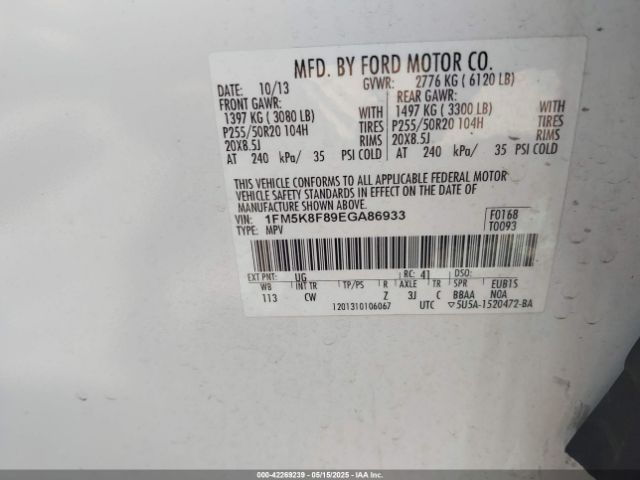 MFD. BY FORD MOTOR CO.
DATE: 10/13 GVWR: 2776 KG ( 6120 LB)
FRONT GAWR: REAR GAWR:
1397 KG ( 3080 LB) WITH 1497 KG ( 3300 LB) WITH
P255/50R20 104H TIRES P255/50R20 104H TIRES
20X8.5J RIMS 20X8.5J RIMS
AT 240 kPa/ 35 PSI COLD AT 240 kPa/ 35 PSI COLD
THIS VEHICLE CONFORMS TO ALL APPLICABLE FEDERAL MOTOR
VEHICLE SAFETY STANDARDS IN EFFECT ON THE DATE OF
MANUFACTURE SHOWN ABOVE.
VIN: 1FM5K8F89EGA86933 F0168
TYPE: MPV T0093
EXT PNT: UG RC: 41 DSO:
WB INT TR TP/PS R AXLE TR SPR EUB1S
113 CW Z 3J C BBAA NOA
1201310106067 UTC ▽5U5A-1520472-BA
000-42269239 - 05/15/2025 - IAAI.COM